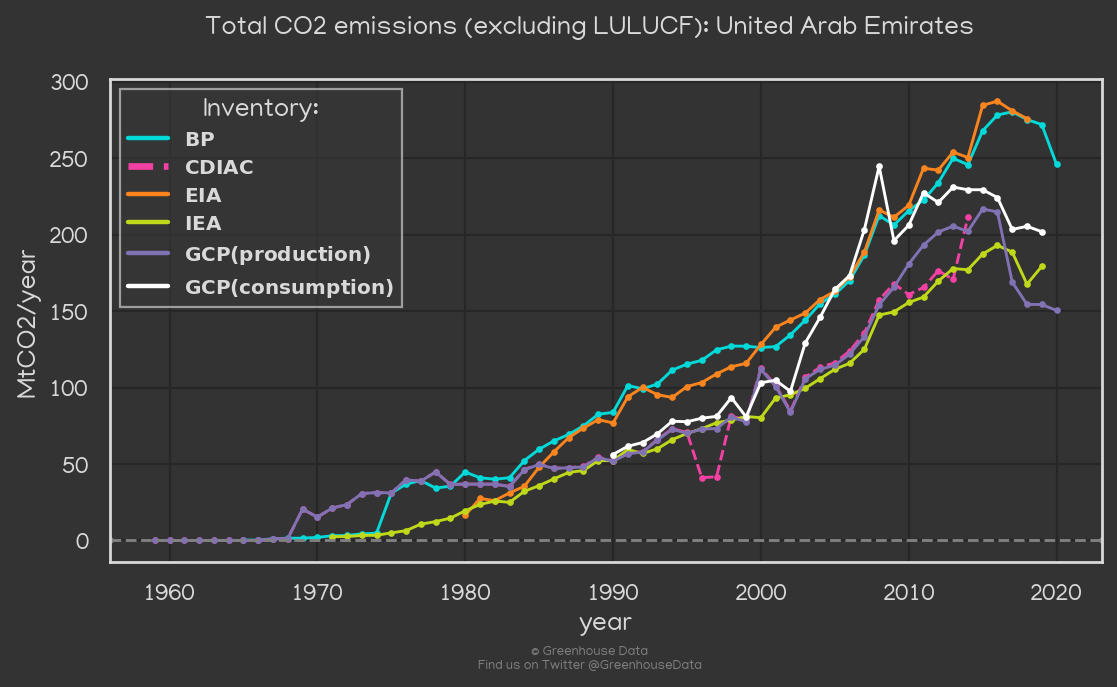 Total CO2 emissions (excluding LULUCF): United Arab Emirates
300
250
200
150
100
50
0
MtCO2/year
Inventory:
BP
CDIAC
EIA
IEA
GCP(production)
GCP(consumption)
1960 1970 1980 1990 2000 2010 2020
year
© Greenhouse Data
Find us on Twitter @GreenhouseData